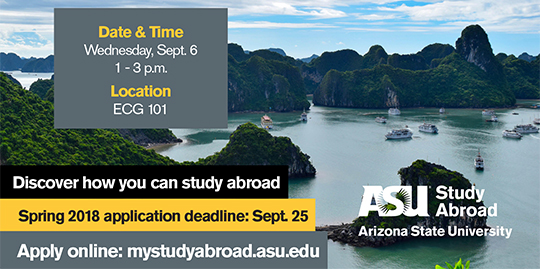 Date & Time
Wednesday, Sept. 6
1 - 3 p.m.
Location
ECG 101
Discover how you can study abroad
Spring 2018 application deadline: Sept. 25
Apply online: mystudyabroad.asu.edu
ASU Study
Abroad
Arizona State University